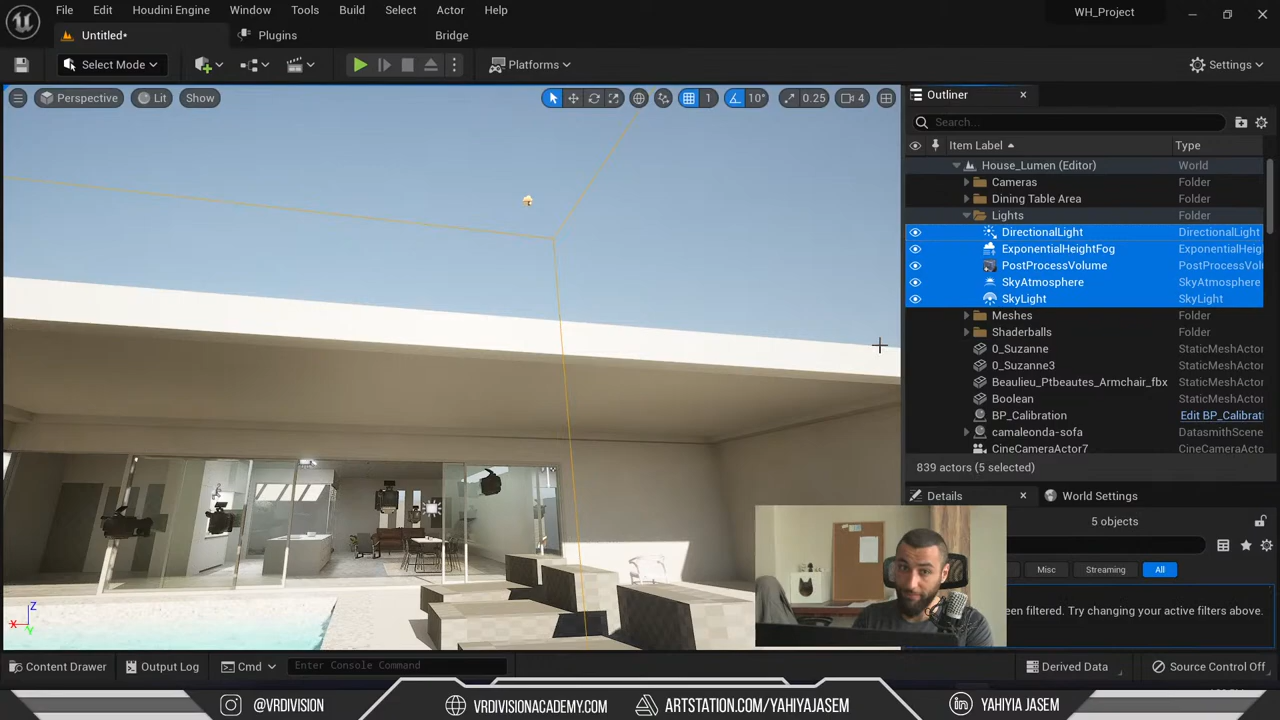 File Edit Houdini Engine Window Tools Build Select Actor Help WH_Project
Untitled* Plugins Bridge
Select Mode Platforms Settings
Perspective Lit Show 1 10° 0.25 4
Outliner
Search...
Item Label Type
House_Lumen (Editor) World
Cameras Folder
Dining Table Area Folder
Lights Folder
DirectionalLight DirectionalLight
ExponentialHeightFog ExponentialHeig
PostProcessVolume PostProcessVolu
SkyAtmosphere SkyAtmosphere
SkyLight SkyLight
Meshes Folder
Shaderballs Folder
0_Suzanne StaticMeshActor
0_Suzanne3 StaticMeshActor
Beaulieu_Ptbeautes_Armchair_fbx StaticMeshActor
Boolean StaticMeshActor
BP_Calibration Edit BP_Calibrat
camaleonda-sofa DatasmithScene
CineCameraActor7 CineCameraActor
839 actors (5 selected)
Details World Settings
5 objects
Misc Streaming All
een filtered. Try changing your active filters above.
Z
X
Y
Content Drawer Output Log Cmd Enter Console Command Derived Data Source Control Off
@VRDIVISION VRDIVISIONACADEMY.COM ARTSTATION.COM/YAHIYAJASEM YAHIYIA JASEM